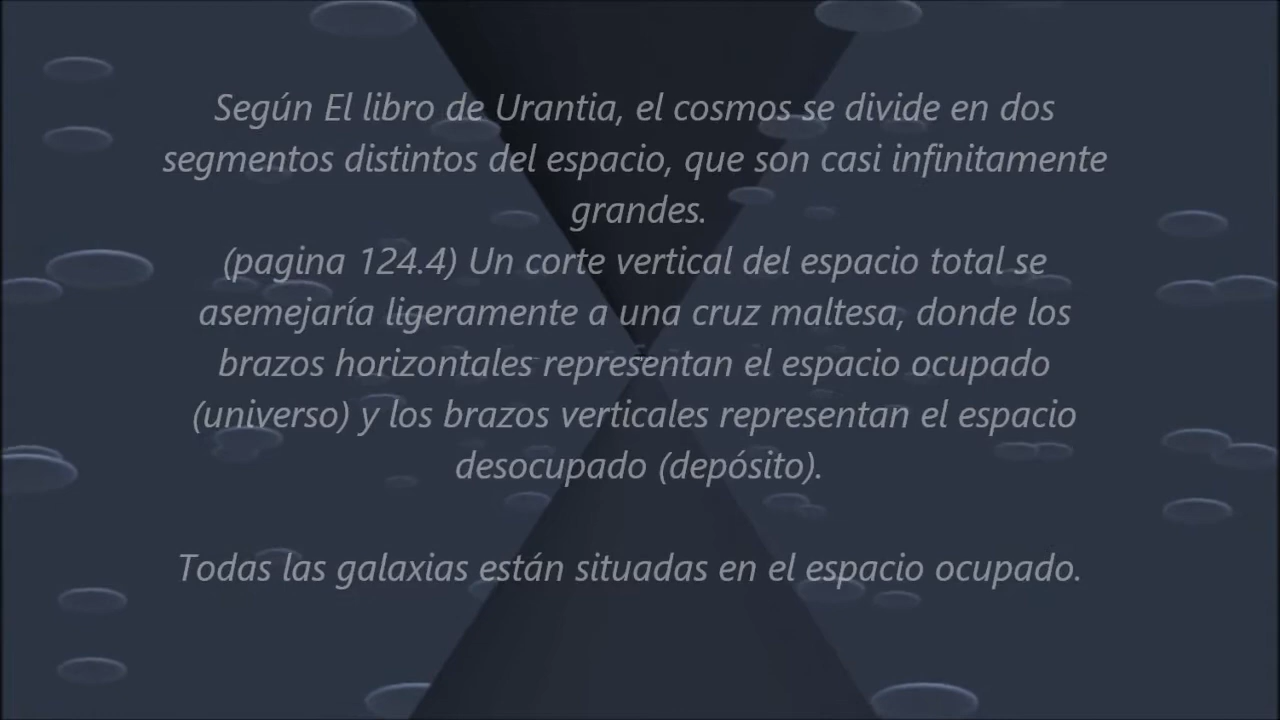 Según El libro de Urantia, el cosmos se divide en dos
segmentos distintos del espacio, que son casi infinitamente
grandes.
(pagina 124.4) Un corte vertical del espacio total se
asemejaría ligeramente a una cruz maltesa, donde los
brazos horizontales representan el espacio ocupado
(universo) y los brazos verticales representan el espacio
desocupado (depósito).
Todas las galaxias están situadas en el espacio ocupado.